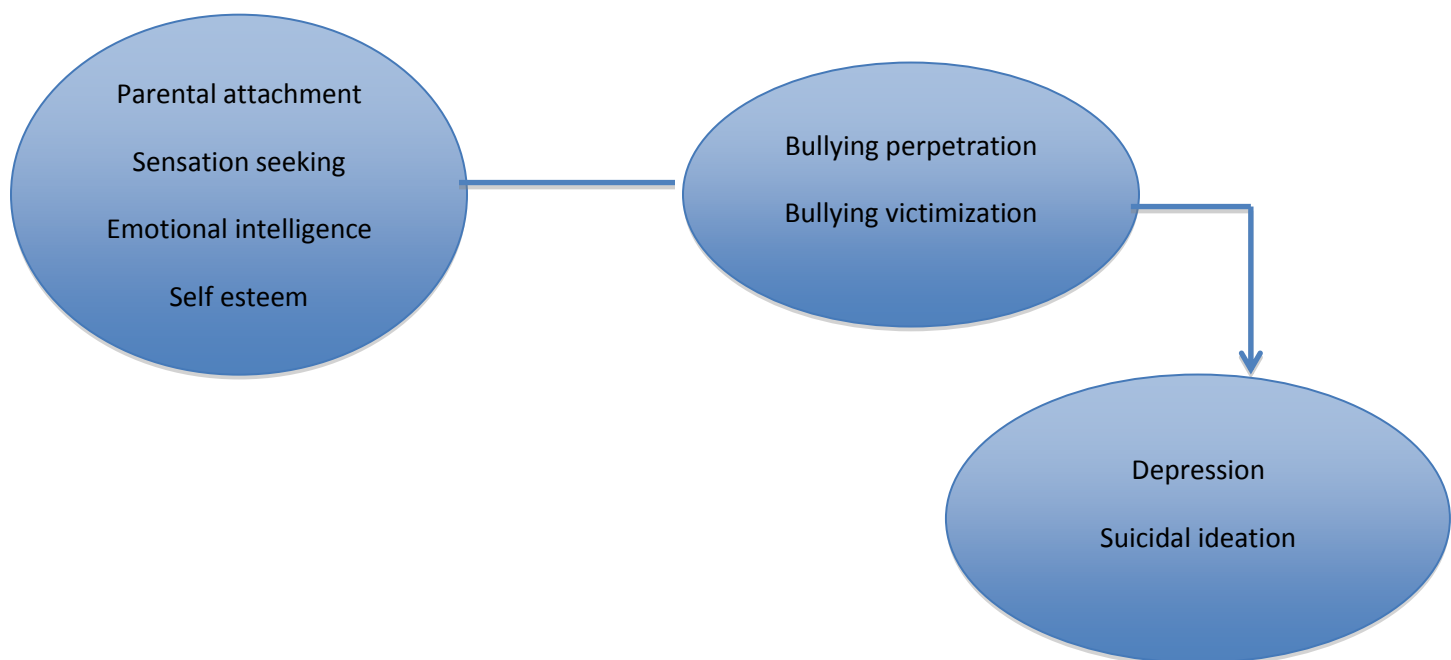 Parental attachment
Sensation seeking
Emotional intelligence
Self esteem
Bullying perpetration
Bullying victimization
Depression
Suicidal ideation